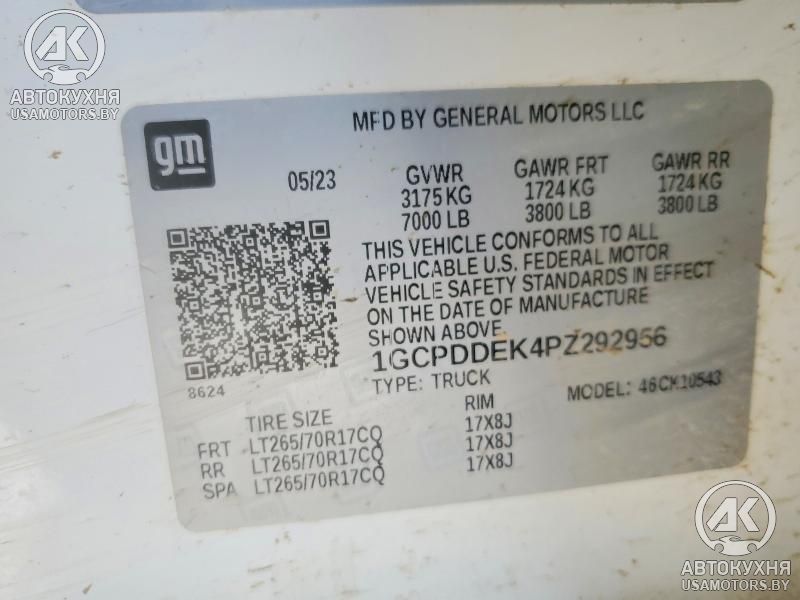 AK
АВТОКУХНЯ
USAMOTORS.BY
gm
MFD BY GENERAL MOTORS LLC
05/23
GVWR GAWR FRT GAWR RR
3175 KG 1724 KG 1724 KG
7000 LB 3800 LB 3800 LB
THIS VEHICLE CONFORMS TO ALL
APPLICABLE U.S. FEDERAL MOTOR
VEHICLE SAFETY STANDARDS IN EFFECT
ON THE DATE OF MANUFACTURE
SHOWN ABOVE.
1GCPDDEK4PZ292956
8624
TYPE: TRUCK MODEL: 46CK10543
TIRE SIZE RIM
FRT LT265/70R17CQ 17X8J
RR LT265/70R17CQ 17X8J
SPA LT265/70R17CQ 17X8J
AK
АВТОКУХНЯ
USAMOTORS.BY